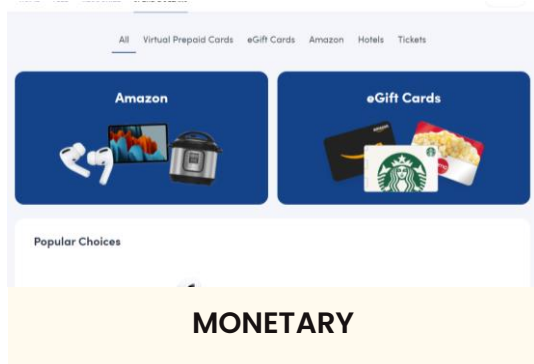 All Virtual Prepaid Cards eGift Cards Amazon Hotels Tickets
Amazon
eGift Cards
Popular Choices
MONETARY